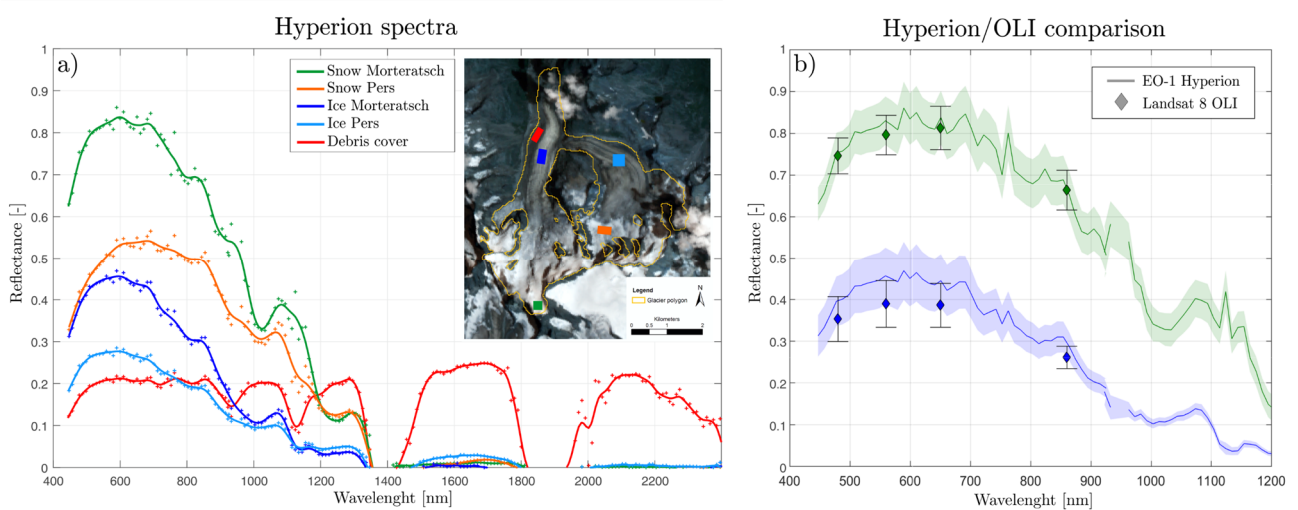 Hyperion spectra
a)
Snow Morteratsch
Snow Pers
Ice Morteratsch
Ice Pers
Debris cover
Legend
Glacier polygon
N
Kilometers
0 0.5 1 2
1
0.9
0.8
0.7
0.6
0.5
0.4
0.3
0.2
0.1
0
Reflectance [-]
400 600 800 1000 1200 1400 1600 1800 2000 2200
Wavelenght [nm]
Hyperion/OLI comparison
b)
EO-1 Hyperion
Landsat 8 OLI
1
0.9
0.8
0.7
0.6
0.5
0.4
0.3
0.2
0.1
0
Reflectance [-]
400 500 600 700 800 900 1000 1100 1200
Wavelenght [nm]